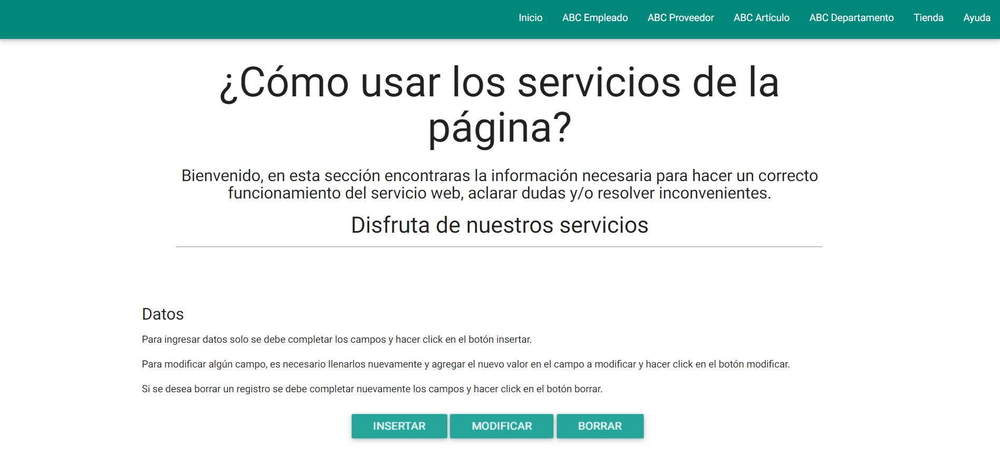 Inicio ABC Empleado ABC Proveedor ABC Artículo ABC Departamento Tienda Ayuda
¿Cómo usar los servicios de la
página?
Bienvenido, en esta sección encontraras la información necesaria para hacer un correcto
funcionamiento del servicio web, aclarar dudas y/o resolver inconvenientes.
Disfruta de nuestros servicios
Datos
Para ingresar datos solo se debe completar los campos y hacer click en el botón insertar.
Para modificar algún campo, es necesario llenarlos nuevamente y agregar el nuevo valor en el campo a modificar y hacer click en el botón modificar.
Si se desea borrar un registro se debe completar nuevamente los campos y hacer click en el botón borrar.
INSERTAR MODIFICAR BORRAR